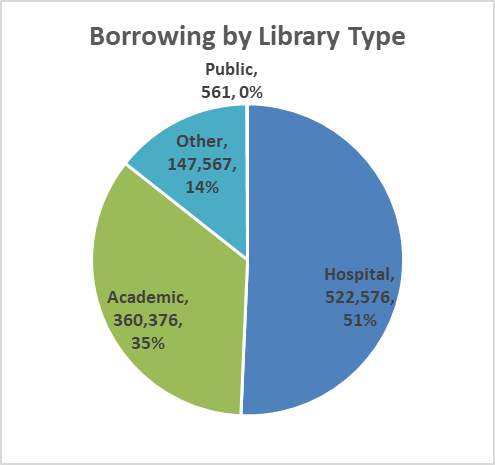 Borrowing by Library Type
Public,
561, 0%
Other,
147,567,
14%
Hospital,
522,576,
51%
Academic,
360,376,
35%